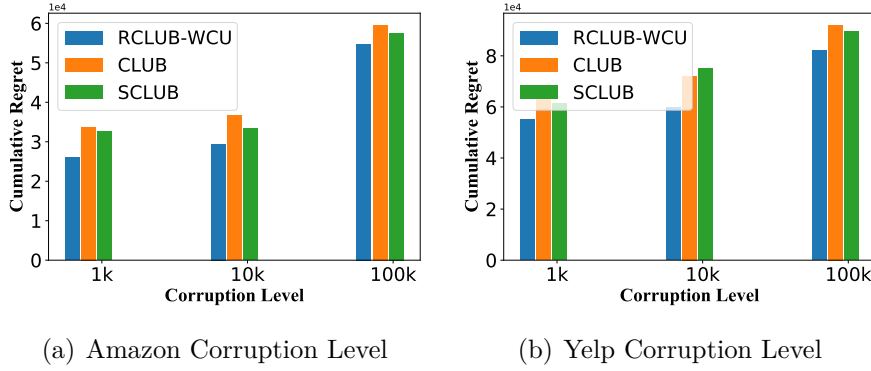 1e4
6
5
4
3
2
1
0
Cumulative Regret
RCLUB-WCU
CLUB
SCLUB
1k
10k
100k
Corruption Level
(a) Amazon Corruption Level
1e4
8
6
4
2
0
Cumulative Regret
RCLUB-WCU
CLUB
SCLUB
1k
10k
100k
Corruption Level
(b) Yelp Corruption Level